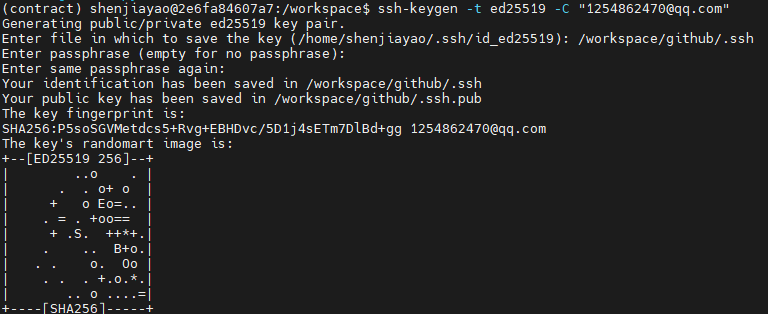 (contract) shenjiayao@2e6fa84607a7:/workspace$ ssh-keygen -t ed25519 -C "1254862470@qq.com"
Generating public/private ed25519 key pair.
Enter file in which to save the key (/home/shenjiayao/.ssh/id_ed25519): /workspace/github/.ssh
Enter passphrase (empty for no passphrase):
Enter same passphrase again:
Your identification has been saved in /workspace/github/.ssh
Your public key has been saved in /workspace/github/.ssh.pub
The key fingerprint is:
SHA256:P5soSGVMetdcs5+Rvg+EBHDvc/5D1j4sETm7DlBd+gg 1254862470@qq.com
The key's randomart image is:
+--[ED25519 256]--+
|        ..o    . |
|      .  . o+ o  |
|     +   o Eo=.. |
|    . = . +oo==  |
|     + .S.  ++*+.|
|    .    ..  B+o.|
|   . .    o.  Oo |
|    . .  . +.o.*.|
|       .. o ....=|
+----[SHA256]-----+